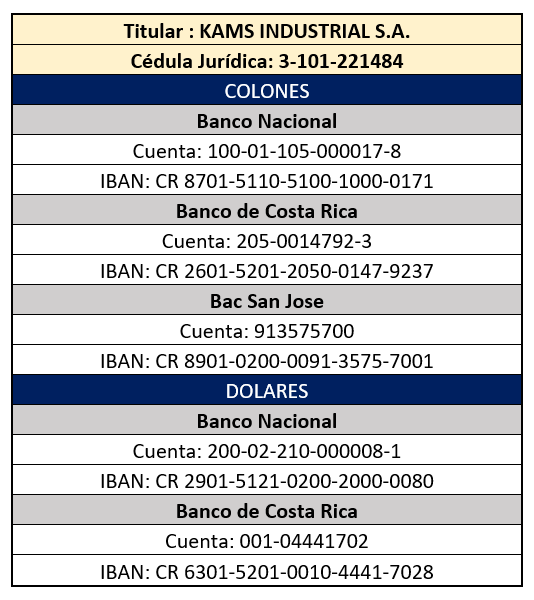 Titular : KAMS INDUSTRIAL S.A.
Cédula Jurídica: 3-101-221484
COLONES
Banco Nacional
Cuenta: 100-01-105-000017-8
IBAN: CR 8701-5110-5100-1000-0171
Banco de Costa Rica
Cuenta: 205-0014792-3
IBAN: CR 2601-5201-2050-0147-9237
Bac San Jose
Cuenta: 913575700
IBAN: CR 8901-0200-0091-3575-7001
DOLARES
Banco Nacional
Cuenta: 200-02-210-000008-1
IBAN: CR 2901-5121-0200-2000-0080
Banco de Costa Rica
Cuenta: 001-04441702
IBAN: CR 6301-5201-0010-4441-7028